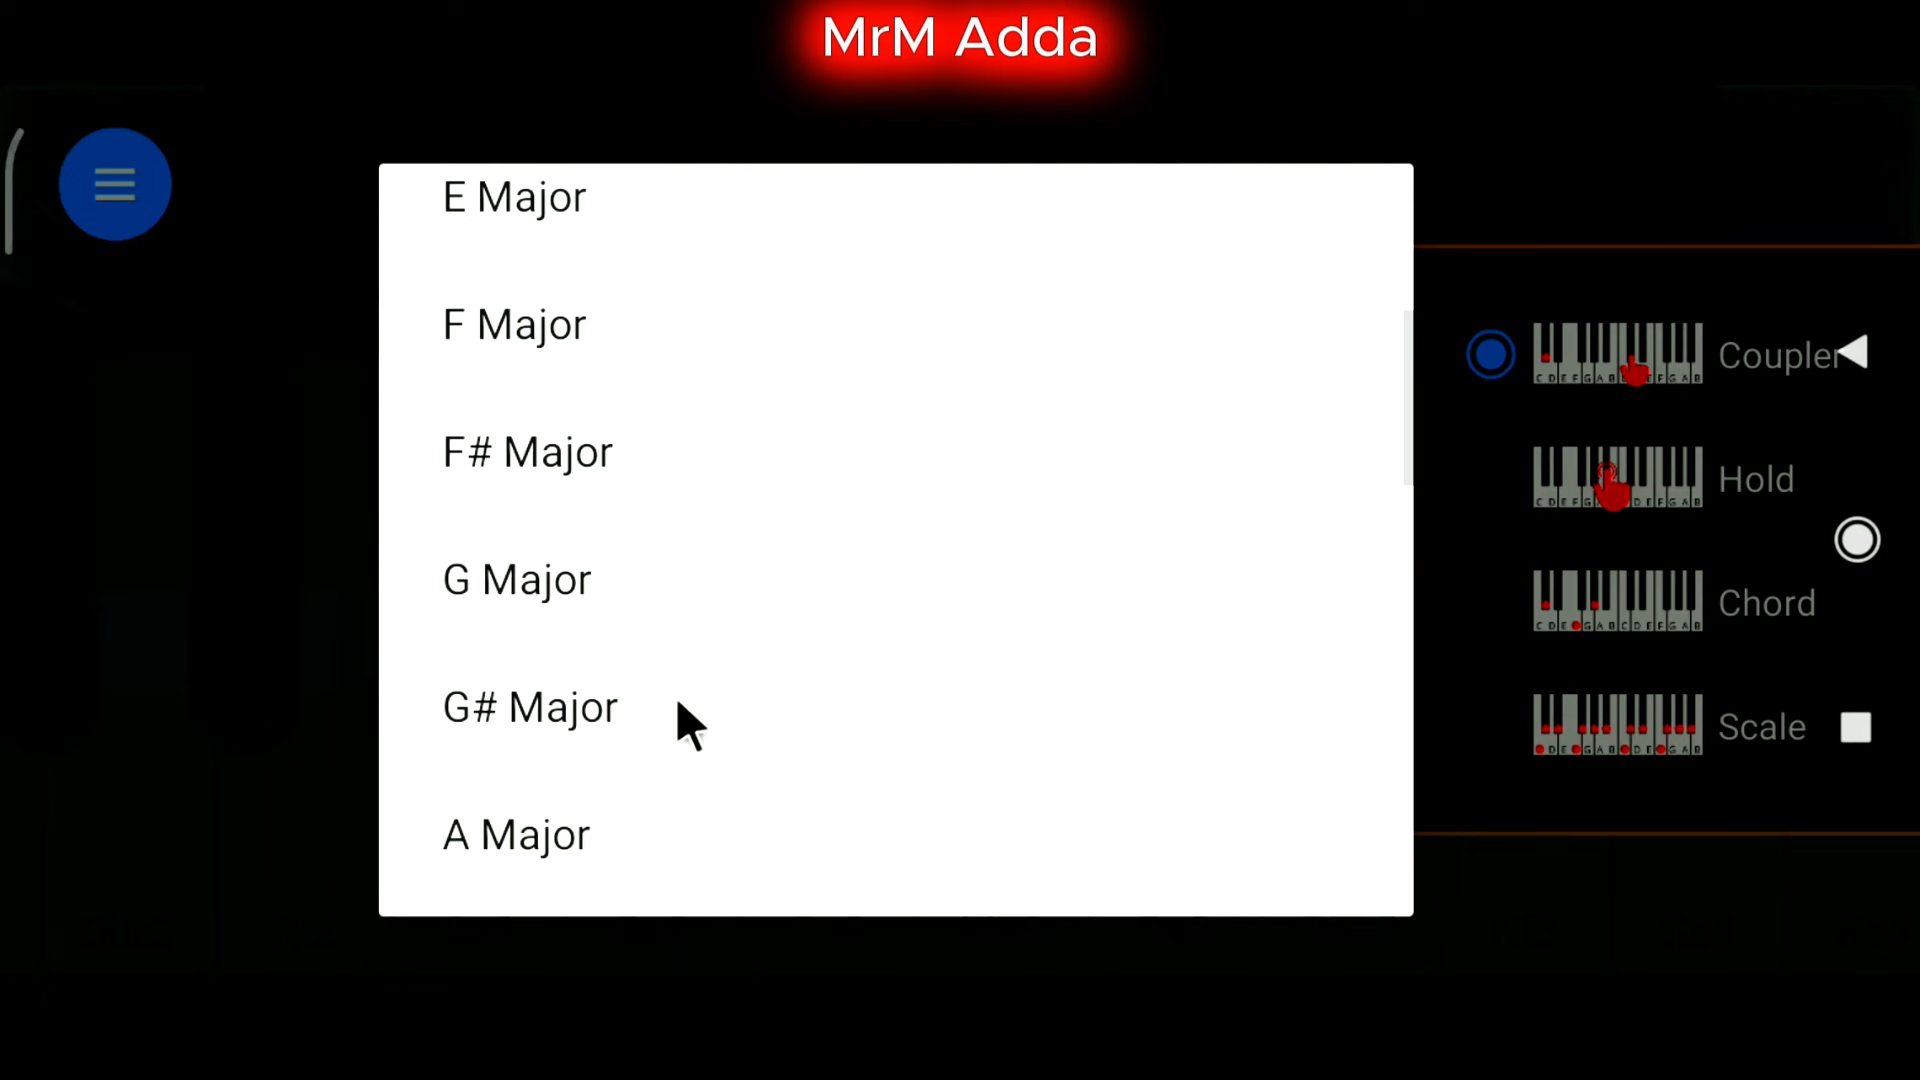 MrM Adda
E Major
F Major
F# Major
G Major
G# Major
A Major
Coupler
Hold
Chord
Scale